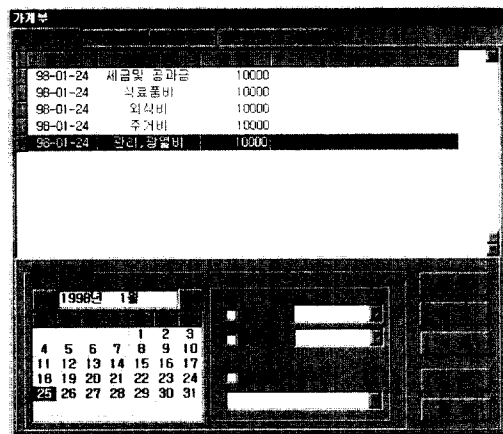 가계부
98-01-24 세금및 공과금 10000
98-01-24 식료품비 10000
98-01-24 외식비 10000
98-01-24 주거비 10000
98-01-24 관리,광열비 10000
1998년 1월
1 2 3
4 5 6 7 8 9 10
11 12 13 14 15 16 17
18 19 20 21 22 23 24
25 26 27 28 29 30 31